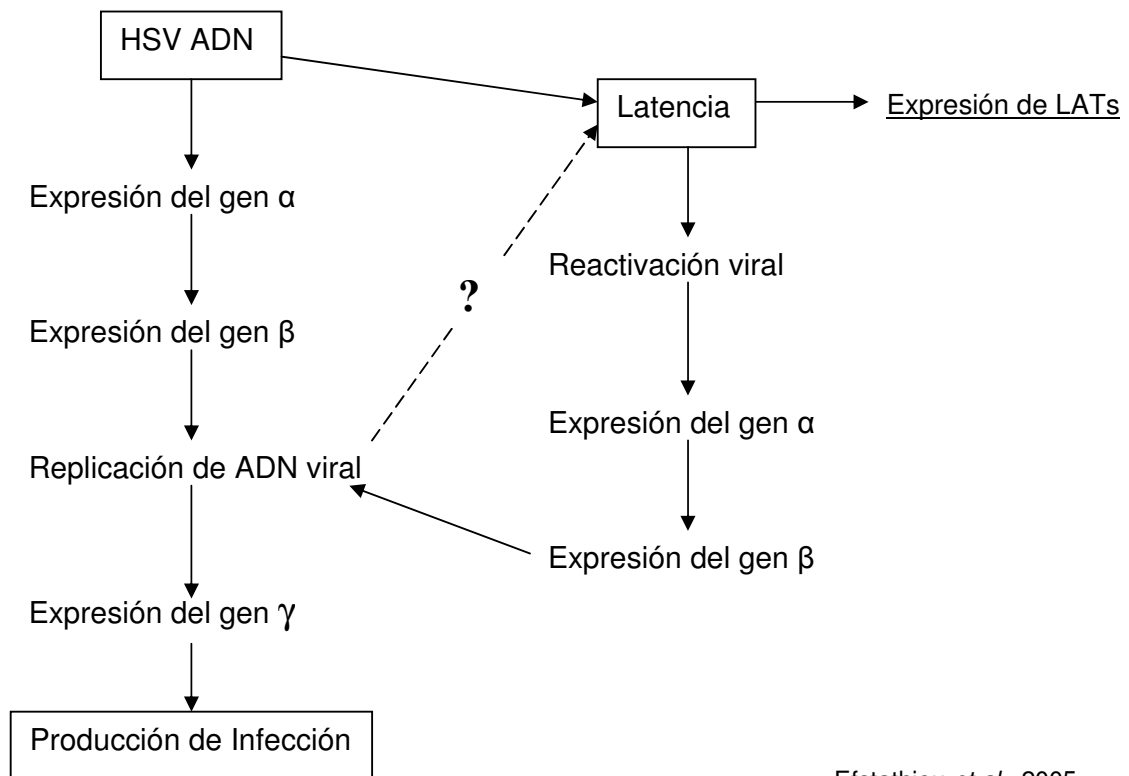 HSV ADN
Latencia
Expresión de LATs
Expresión del gen α
Reactivación viral
?
Expresión del gen β
Expresión del gen α
Replicación de ADN viral
Expresión del gen β
Expresión del gen γ
Producción de Infección